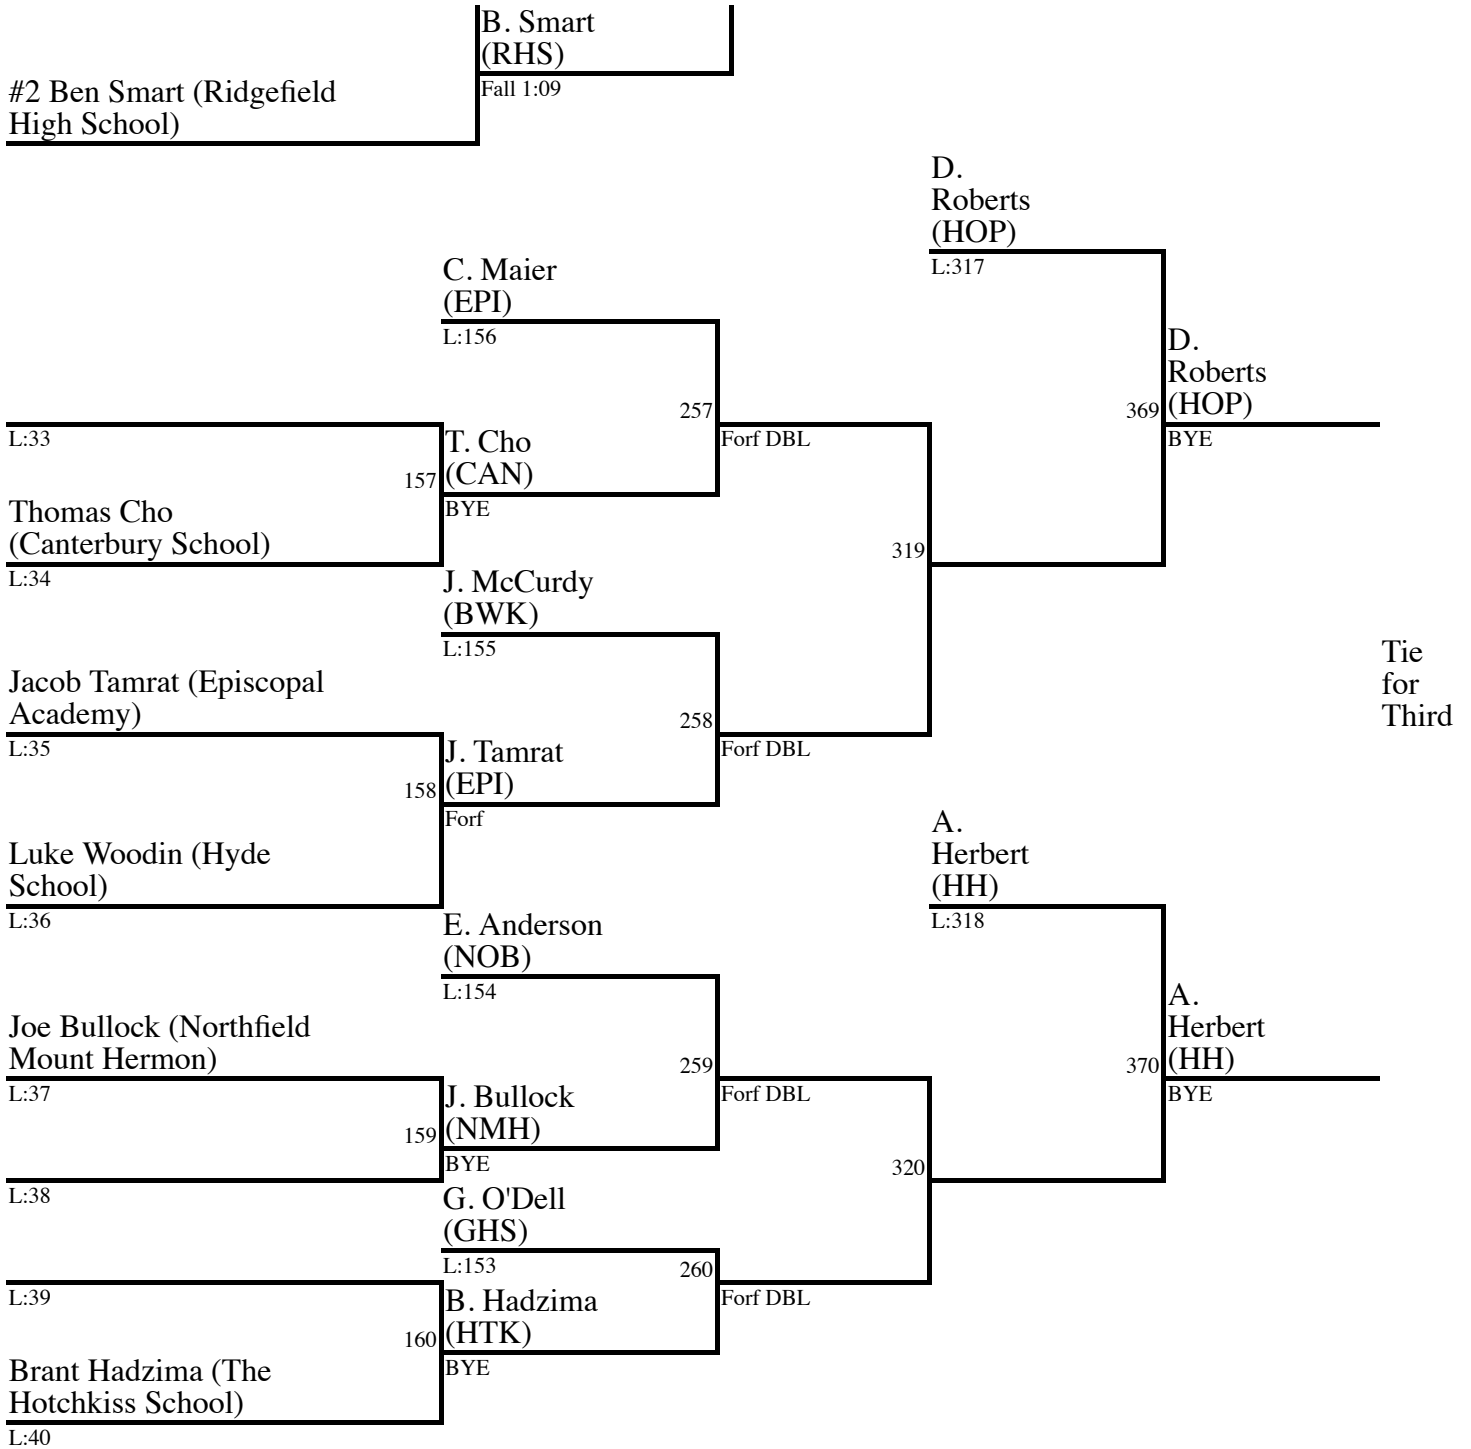 B. Smart
(RHS)
Fall 1:09
#2 Ben Smart (Ridgefield
High School)
D.
Roberts
(HOP)
L:317
C. Maier
(EPI)
L:156
D.
Roberts
(HOP)
369
BYE
257
Forf DBL
L:33
T. Cho
(CAN)
157
BYE
Thomas Cho
(Canterbury School)
L:34
319
J. McCurdy
(BWK)
L:155
Tie
for
Third
Jacob Tamrat (Episcopal
Academy)
L:35
258
Forf DBL
J. Tamrat
(EPI)
158
Forf
Luke Woodin (Hyde
School)
L:36
A.
Herbert
(HH)
L:318
E. Anderson
(NOB)
L:154
A.
Herbert
(HH)
370
BYE
Joe Bullock (Northfield
Mount Hermon)
L:37
259
Forf DBL
J. Bullock
(NMH)
159
BYE
L:38
320
G. O'Dell
(GHS)
L:153
260
Forf DBL
L:39
B. Hadzima
(HTK)
160
BYE
Brant Hadzima (The
Hotchkiss School)
L:40